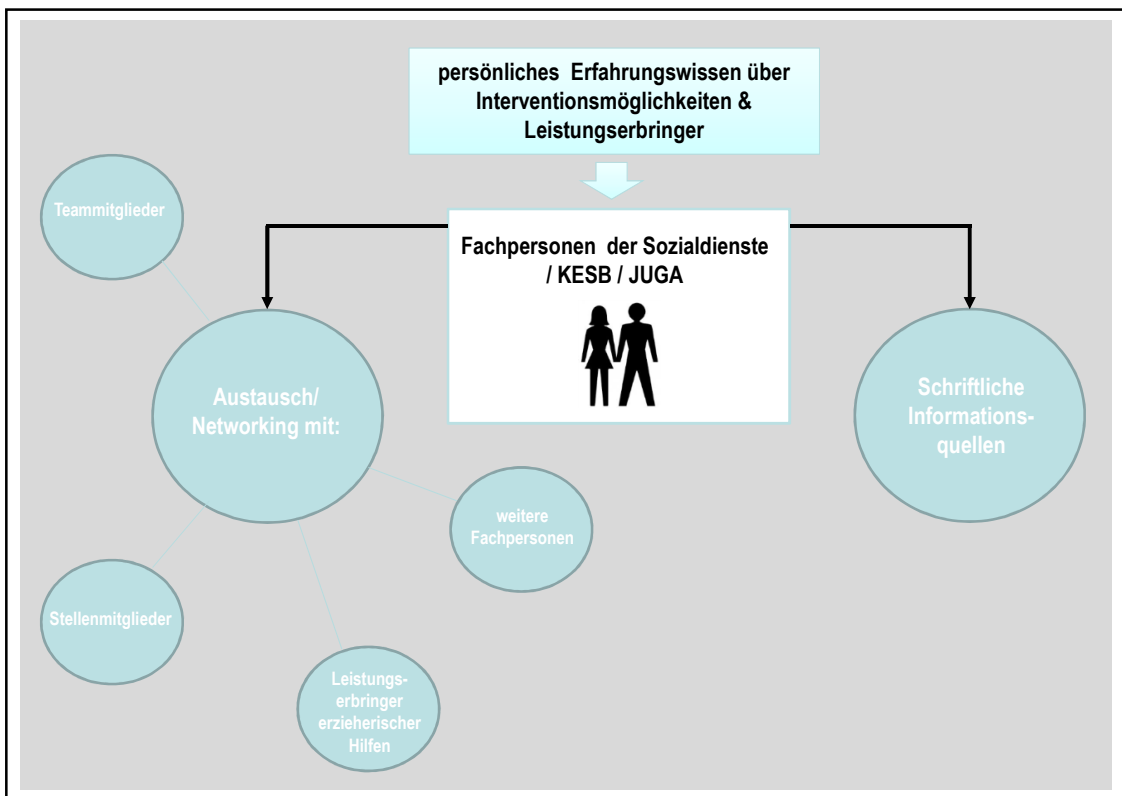 persönliches Erfahrungswissen über
Interventionsmöglichkeiten &
Leistungserbringer
Teammitglieder
Fachpersonen der Sozialdienste
/ KESB / JUGA
Austausch/
Networking mit:
Schriftliche
Informations-
quellen
weitere
Fachpersonen
Stellenmitglieder
Leistungs-
erbringer
erzieherischer
Hilfen